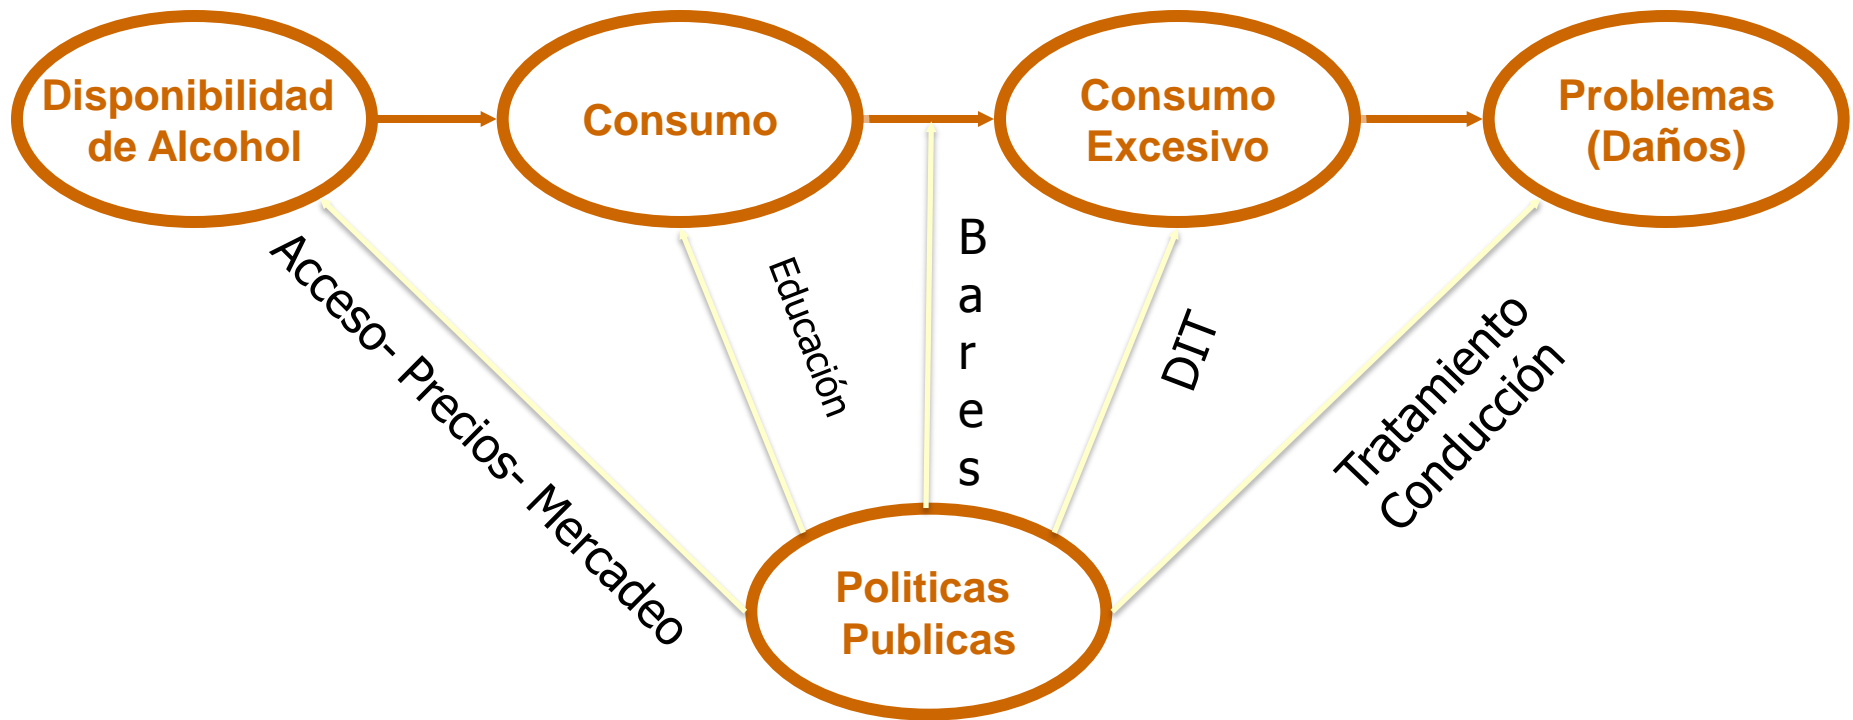 Disponibilidad
de Alcohol
Consumo
Consumo
Excesivo
Problemas
(Daños)
Acceso- Precios- Mercadeo
Educación
Bares
DIT
Tratamiento
Conducción
Politicas
Publicas